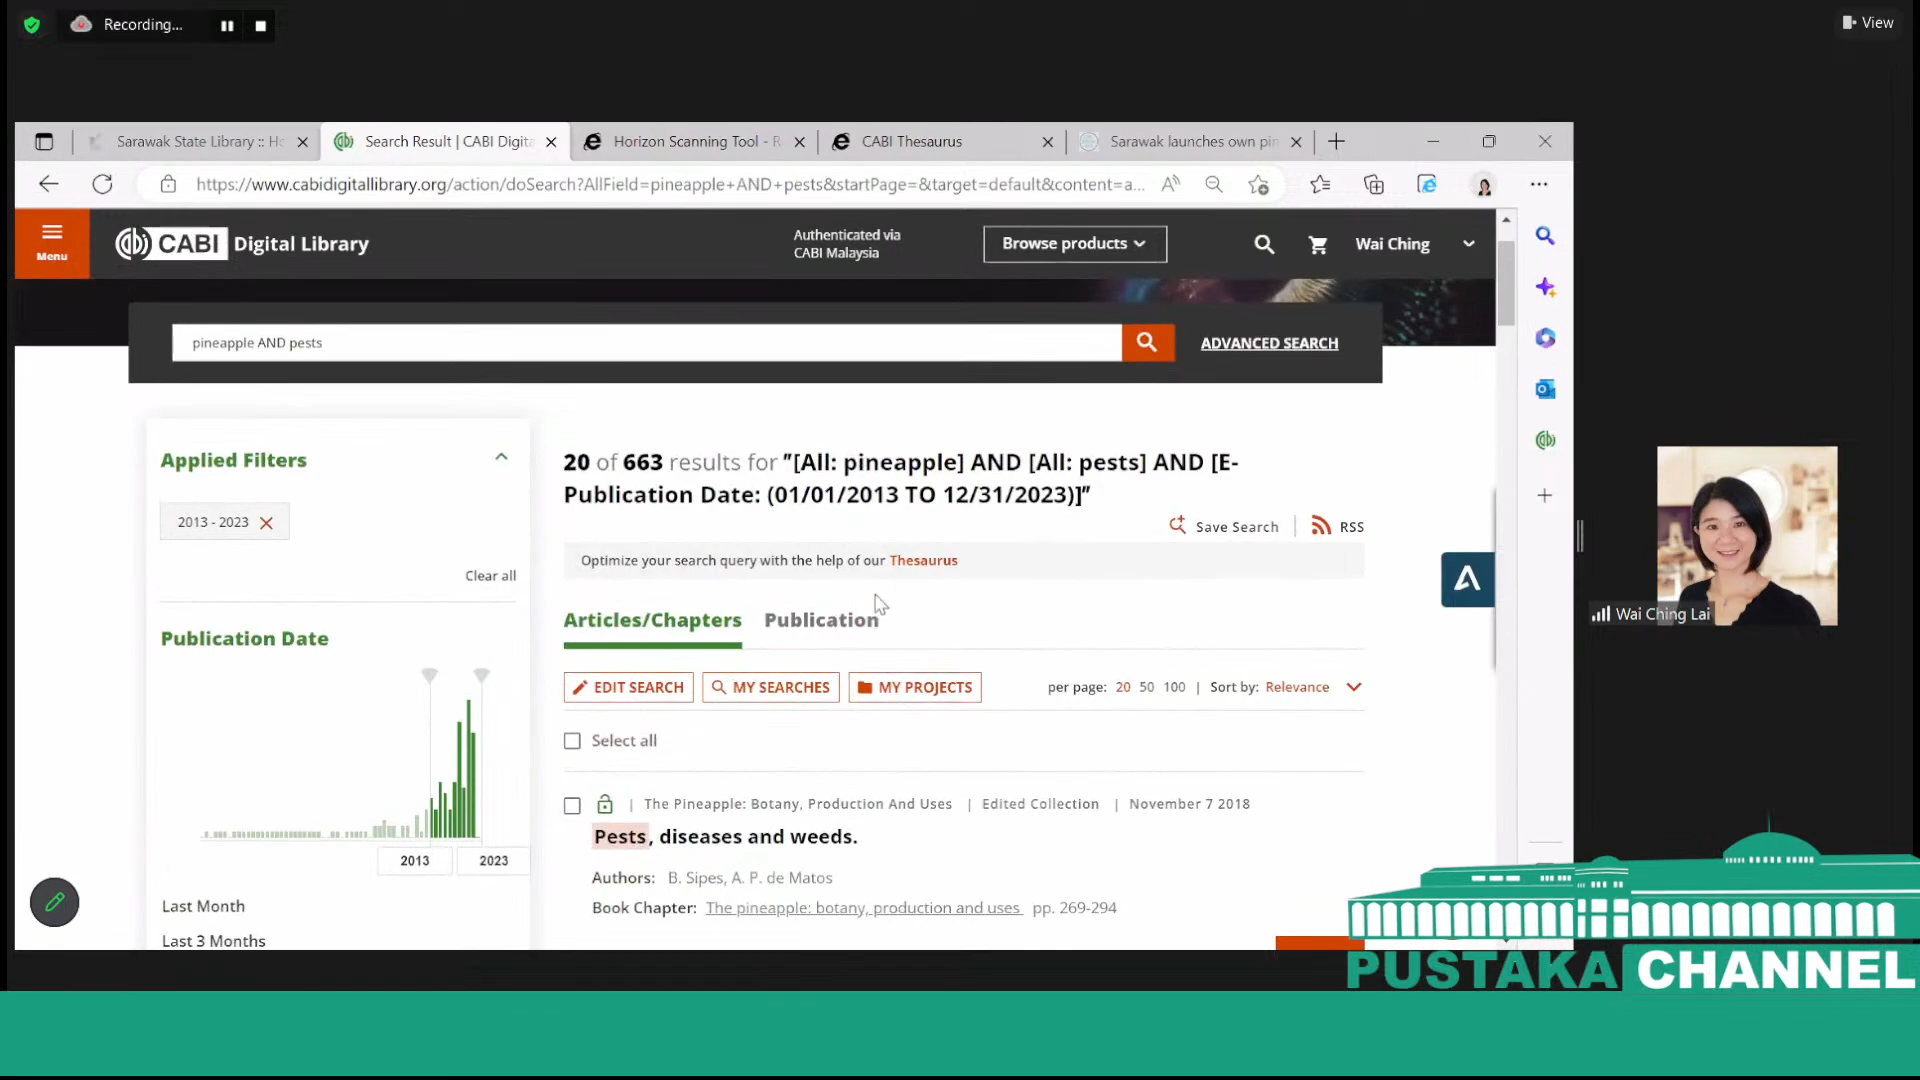 Recording...
View
Sarawak State Library :: Ho
Search Result | CABI Digita
Horizon Scanning Tool - R
CABI Thesaurus
Sarawak launches own pin
https://www.cabidigitallibrary.org/action/doSearch?AllField=pineapple+AND+pests&startPage=&target=default&content=a...
Menu
CABI Digital Library
Authenticated via
CABI Malaysia
Browse products
Wai Ching
pineapple AND pests
ADVANCED SEARCH
Applied Filters
2013 - 2023
Clear all
Publication Date
2013
2023
Last Month
Last 3 Months
20 of 663 results for "[All: pineapple] AND [All: pests] AND [E-
Publication Date: (01/01/2013 TO 12/31/2023)]"
Save Search
RSS
Optimize your search query with the help of our Thesaurus
Articles/Chapters
Publication
EDIT SEARCH
MY SEARCHES
MY PROJECTS
per page: 20 50 100 | Sort by: Relevance
Select all
| The Pineapple: Botany, Production And Uses | Edited Collection | November 7 2018
Pests, diseases and weeds.
Authors: B. Sipes, A. P. de Matos
Book Chapter: The pineapple: botany, production and uses pp. 269-294
Wai Ching Lai
PUSTAKA CHANNEL